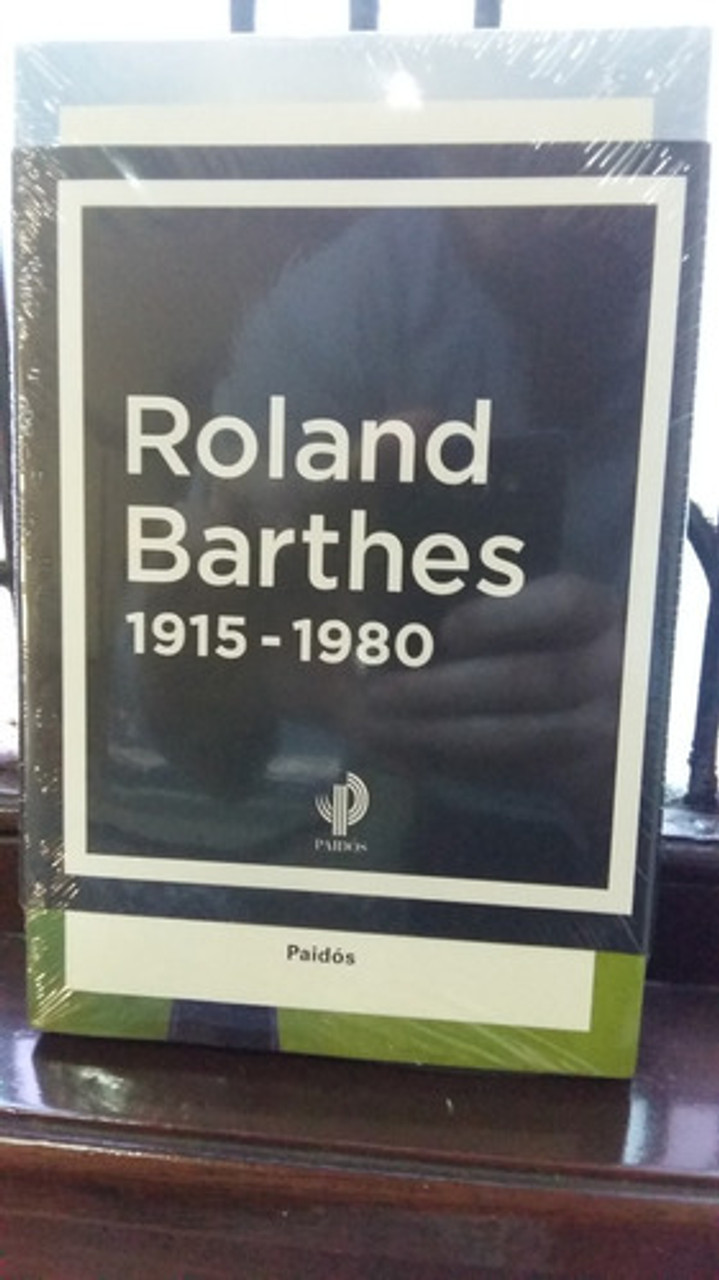 Roland
Barthes
1915 - 1980
PAIDÓS
Paidós